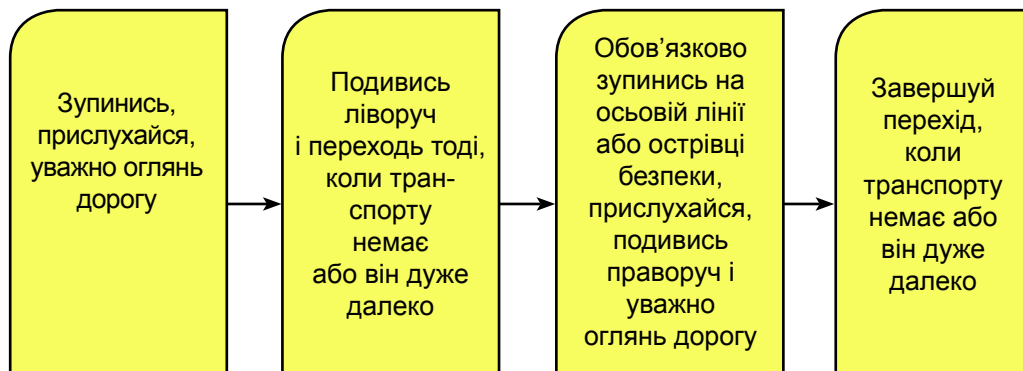 Зупинись,
прислухайся,
уважно оглянь
дорогу
Подивись
ліворуч
і переходь тоді,
коли тран-
спорту
немає
або він дуже
далеко
Обов’язково
зупинись на
осьовій лінії
або острівці
безпеки,
прислухайся,
подивись
праворуч і
уважно
оглянь дорогу
Завершуй
перехід,
коли
транспорту
немає або
він дуже
далеко